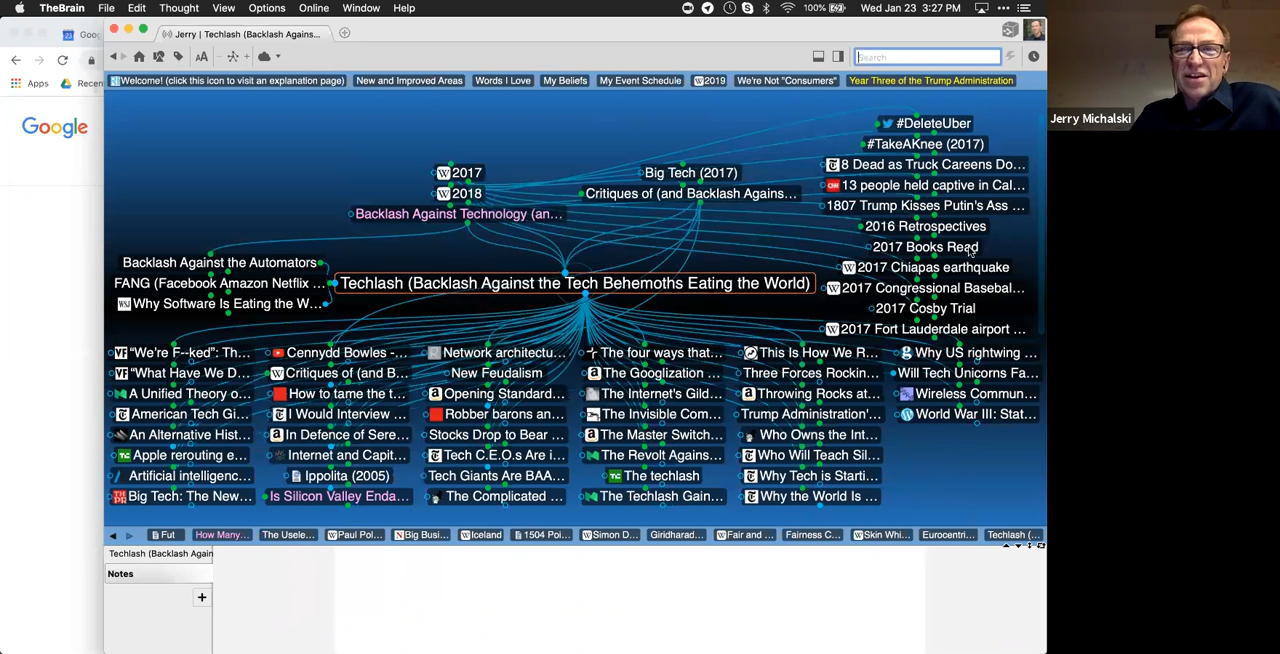 TheBrain File Edit Thought View Options Online Window Help 100% Wed Jan 23 3:27 PM
Goog
Jerry | Techlash (Backlash Agains...
AA
Search
Apps Recen
Welcome! (click this icon to visit an explanation page) New and Improved Areas Words I Love My Beliefs My Event Schedule W 2019 We're Not "Consumers" Year Three of the Trump Administration
Google
Jerry Michalski
#DeleteUber
#TakeAKnee (2017)
8 Dead as Truck Careens Do...
13 people held captive in Cal...
1807 Trump Kisses Putin's Ass ...
2016 Retrospectives
2017 Books Read
2017 Chiapas earthquake
2017 Congressional Basebal...
2017 Cosby Trial
2017 Fort Lauderdale airport ...
2017
2018
Backlash Against Technology (an...
Big Tech (2017)
Critiques of (and Backlash Agains...
Backlash Against the Automators
FANG (Facebook Amazon Netflix ...
Why Software Is Eating the W...
Techlash (Backlash Against the Tech Behemoths Eating the World)
"We're F--ked": Th...
"What Have We D...
A Unified Theory o...
American Tech Gi...
An Alternative Hist...
Apple rerouting e...
Artificial intelligenc...
Big Tech: The New...
Cennydd Bowles -...
Critiques of (and B...
How to tame the t...
I Would Interview ...
In Defence of Sere...
Internet and Capit...
Ippolita (2005)
Is Silicon Valley Enda...
Network architectu...
New Feudalism
Opening Standard...
Robber barons an...
Stocks Drop to Bear ...
Tech C.E.O.s Are i...
Tech Giants Are BAA...
The Complicated ...
The four ways that...
The Googlization ...
The Internet's Gild...
The Invisible Com...
The Master Switch...
The Revolt Agains...
The techlash
The Techlash Gain...
This Is How We R...
Three Forces Rockin...
Throwing Rocks at...
Trump Administration'...
Who Owns the Int...
Who Will Teach Sil...
Why Tech is Starti...
Why the World Is ...
Why US rightwing ...
Will Tech Unicorns Fa...
Wireless Commun...
World War III: Stat...
Fut How Many... The Usele... Paul Pol... Big Busi... Iceland 1504 Poi... Simon D... Giridharad... Fair and ... Fairness C... Skin Whi... Eurocentri... Techlash (...
Techlash (Backlash Again
Notes
+